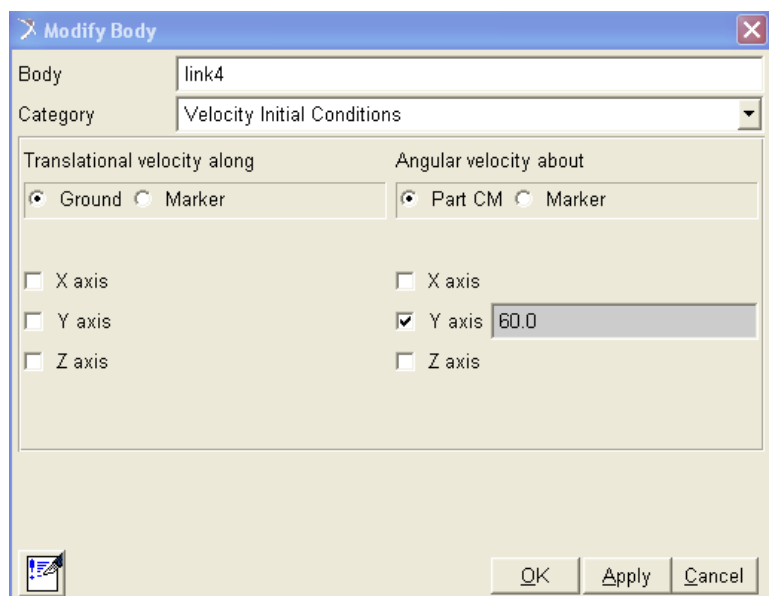 Modify Body
Body link4
Category Velocity Initial Conditions
Translational velocity along Angular velocity about
Ground Marker Part CM Marker
X axis X axis
Y axis Y axis 60.0
Z axis Z axis
OK Apply Cancel